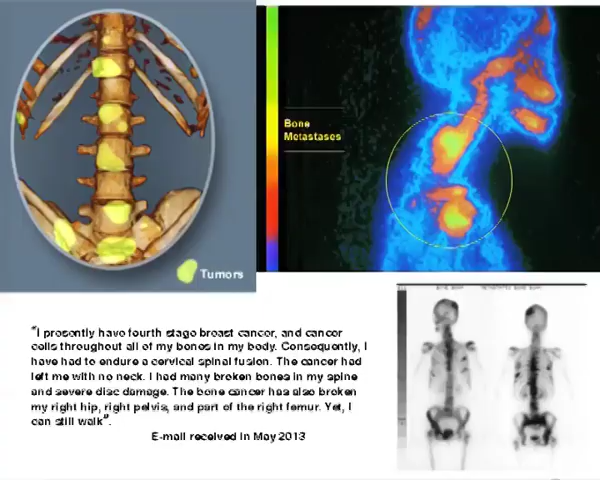 Bone
Metastases
Tumors
"I presently have fourth stage breast cancer, and cancer
cells throughout all of my bones in my body. Consequently, I
have had to endure a cervical spinal fusion. The cancer had
left me with no neck. I had many broken bones in my spine
and severe disc damage. The bone cancer has also broken
my right hip, right pelvis, and part of the right femur. Yet, I
can still walk".
E-mail received in May 2013